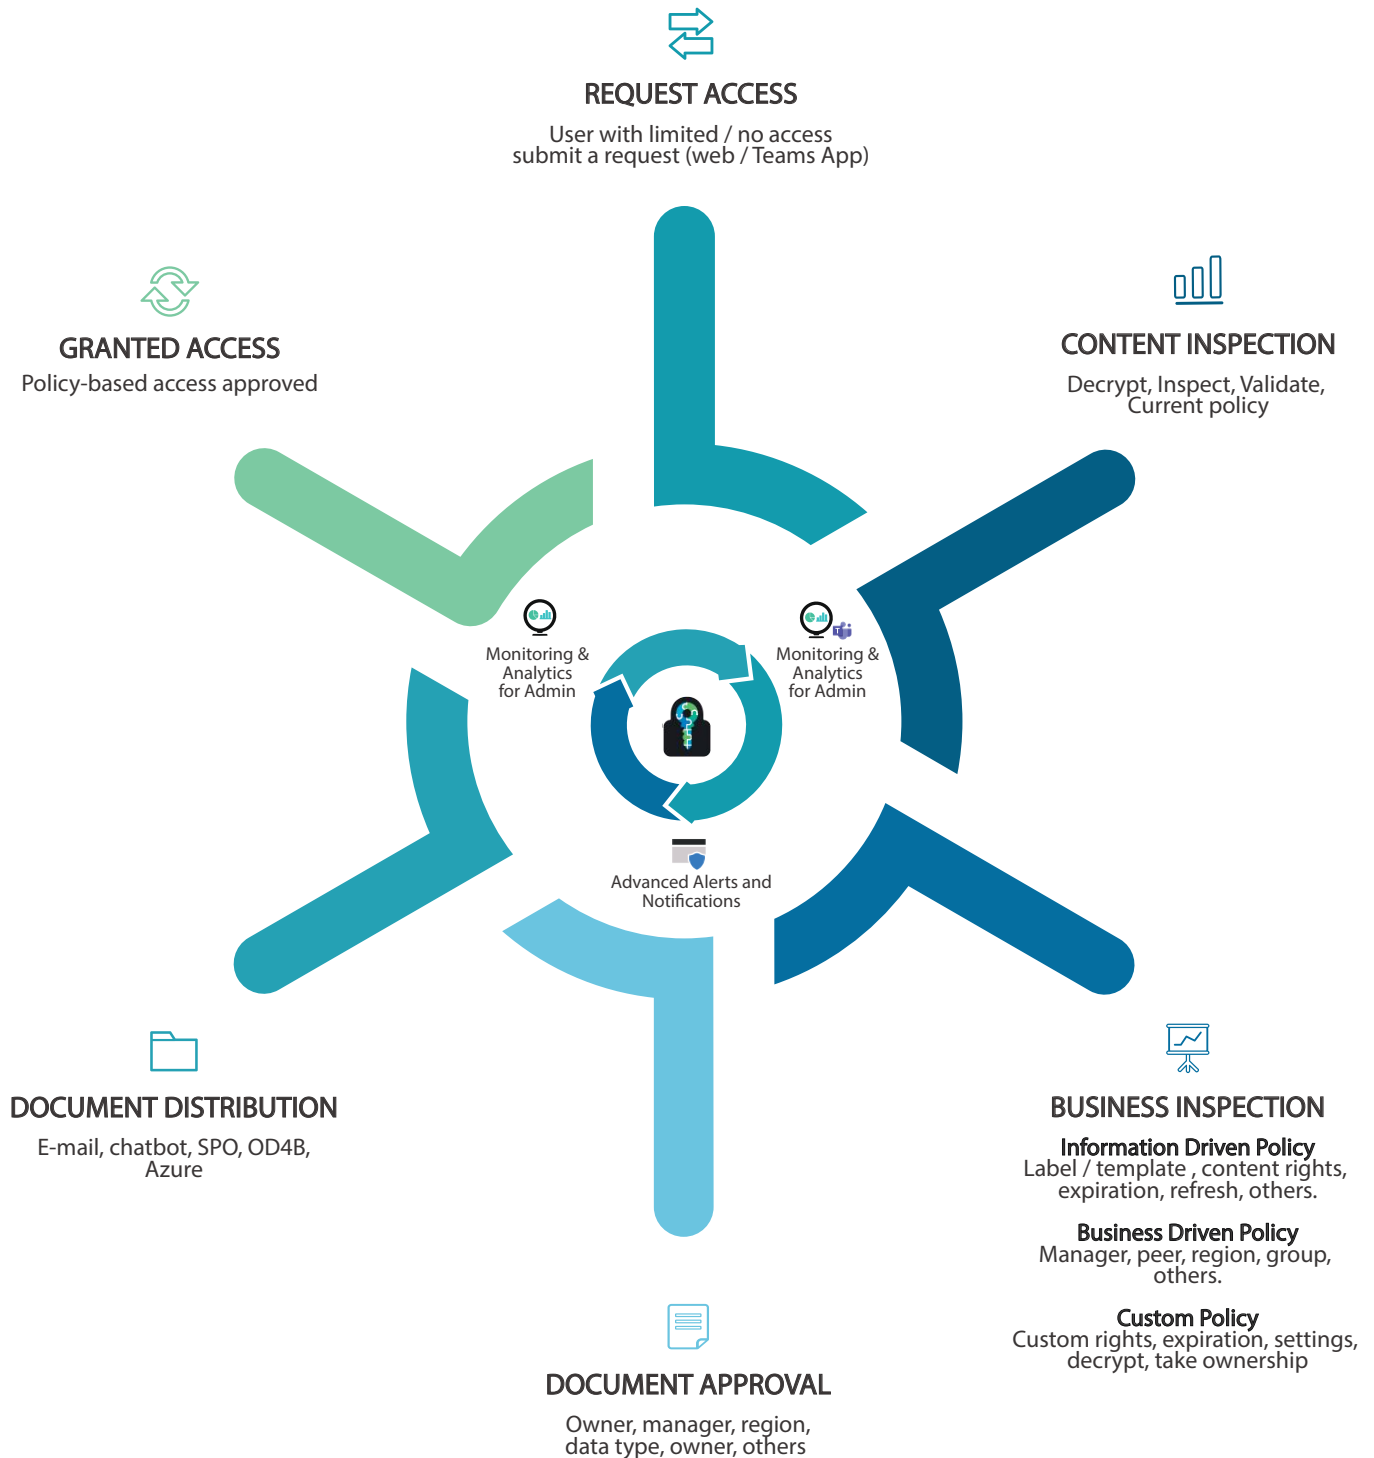 REQUEST ACCESS
User with limited / no access
submit a request (web / Teams App)
GRANTED ACCESS
Policy-based access approved
CONTENT INSPECTION
Decrypt, Inspect, Validate,
Current policy
Monitoring &
Analytics
for Admin
Monitoring &
Analytics
for Admin
Advanced Alerts and
Notifications
DOCUMENT DISTRIBUTION
E-mail, chatbot, SPO, OD4B,
Azure
BUSINESS INSPECTION
Information Driven Policy
Label / template , content rights,
expiration, refresh, others.
Business Driven Policy
Manager, peer, region, group,
others.
Custom Policy
Custom rights, expiration, settings,
decrypt, take ownership
DOCUMENT APPROVAL
Owner, manager, region,
data type, owner, others